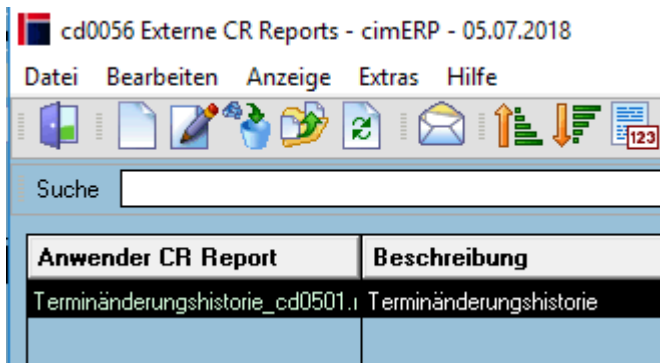 cd0056 Externe CR Reports - cimERP - 05.07.2018
Datei Bearbeiten Anzeige Extras Hilfe
123
Suche
Anwender CR Report Beschreibung
Terminänderungshistorie_cd0501.r Terminänderungshistorie